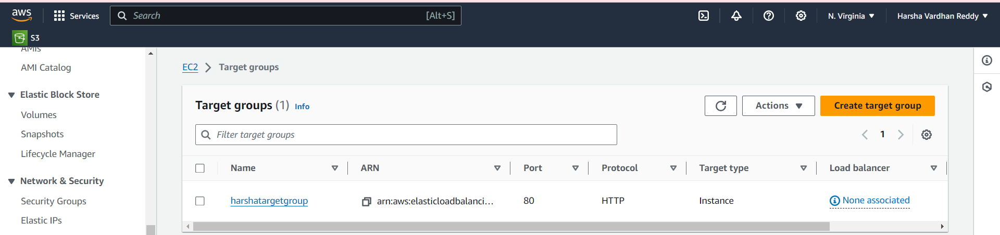 aws Services Search [Alt+S] N. Virginia Harsha Vardhan Reddy
S3
AMIs
AMI Catalog
Elastic Block Store
Volumes
Snapshots
Lifecycle Manager
Network & Security
Security Groups
Elastic IPs
EC2 Target groups
Target groups (1) Info Actions Create target group
Filter target groups 1
Name ARN Port Protocol Target type Load balancer
harshatargetgroup arn:aws:elasticloadbalanci... 80 HTTP Instance None associated